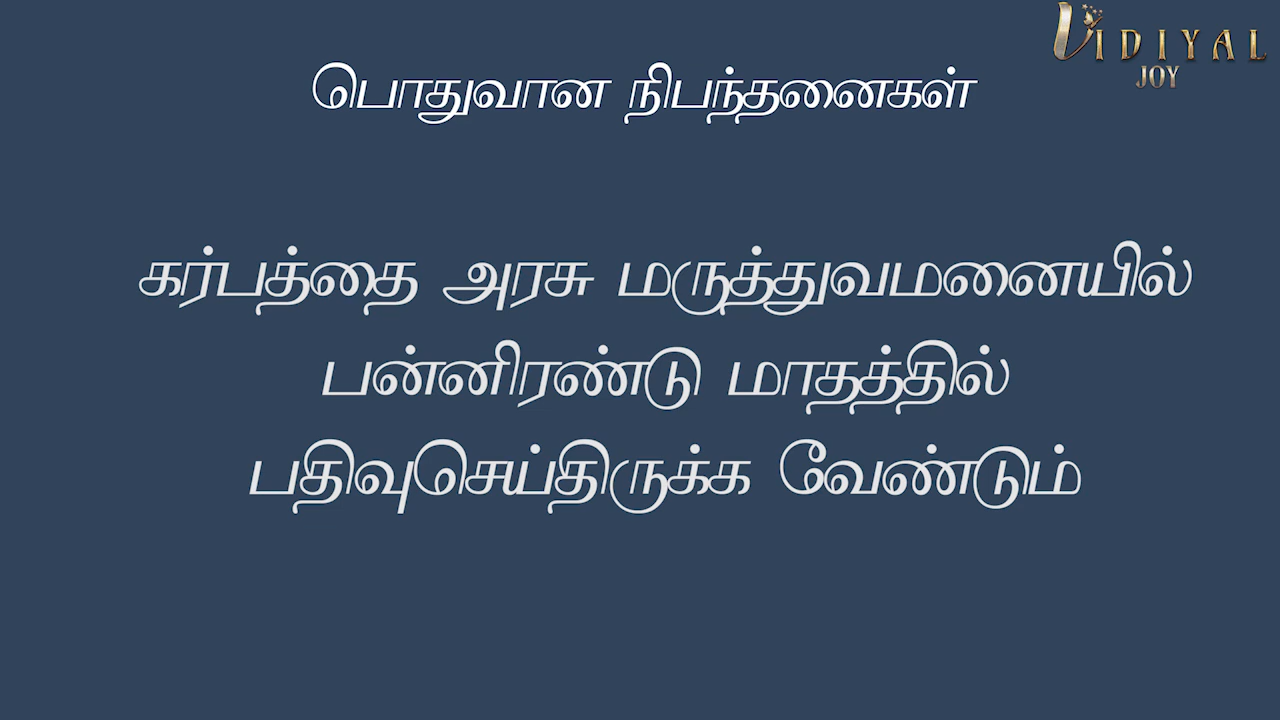 VIDIYAL
JOY
பொதுவான நிபந்தனைகள்
கர்பத்தை அரசு மருத்துவமனையில்
பன்னிரண்டு மாதத்தில்
பதிவுசெய்திருக்க வேண்டும்